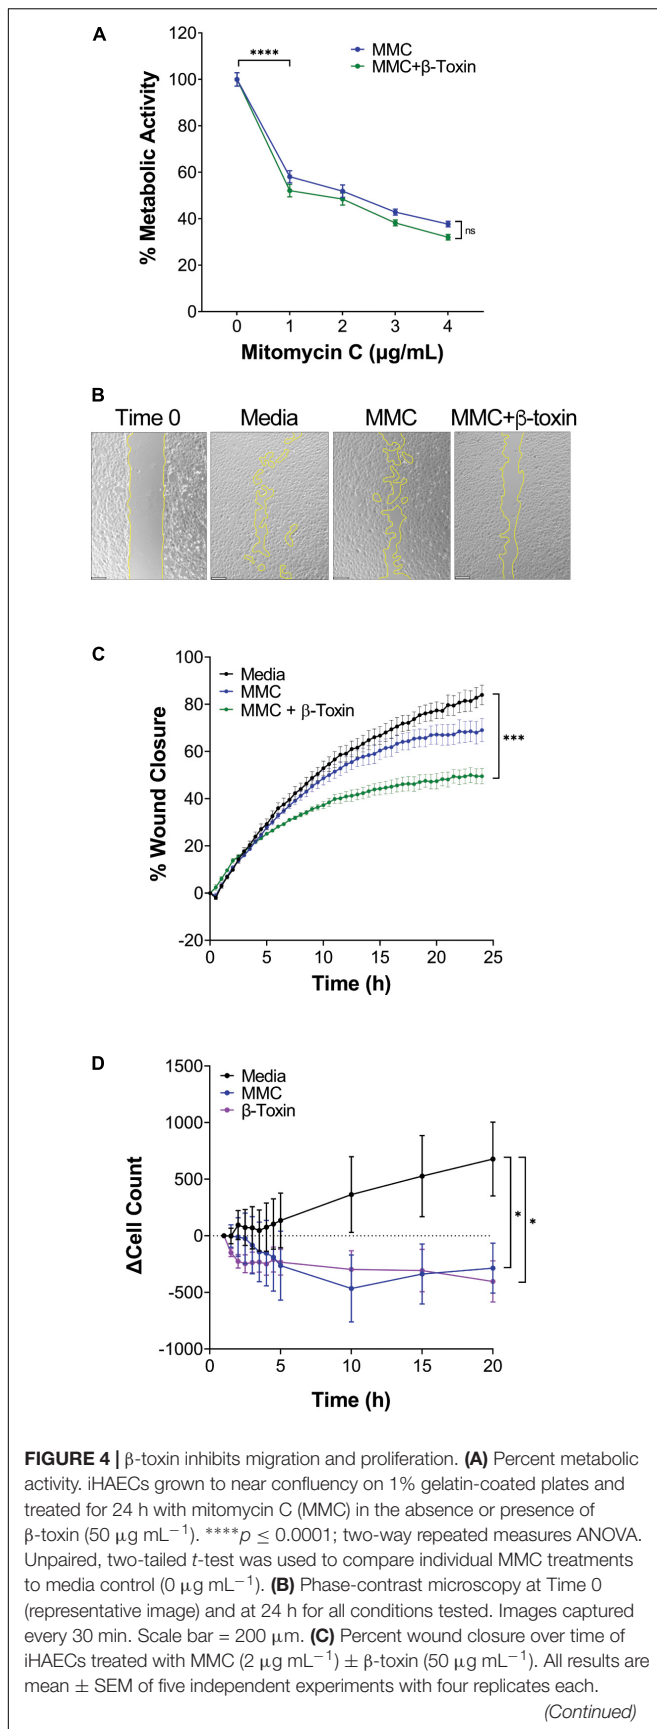 A
120
100
80
60
40
20
0
% Metabolic Activity
****
MMC
MMC+β-Toxin
ns
0 1 2 3 4
Mitomycin C (µg/mL)
B
Time 0 Media MMC MMC+β-toxin
C
100
80
60
40
20
0
-20
% Wound Closure
Media
MMC
MMC + β-Toxin
***
0 5 10 15 20 25
Time (h)
D
1500
1000
500
0
-500
-1000
ΔCell Count
Media
MMC
β-Toxin
* *
0 5 10 15 20
Time (h)
FIGURE 4 | β-toxin inhibits migration and proliferation. (A) Percent metabolic
activity. iHAECs grown to near confluency on 1% gelatin-coated plates and
treated for 24 h with mitomycin C (MMC) in the absence or presence of
β-toxin (50 µg mL−1). ****p ≤ 0.0001; two-way repeated measures ANOVA.
Unpaired, two-tailed t-test was used to compare individual MMC treatments
to media control (0 µg mL−1). (B) Phase-contrast microscopy at Time 0
(representative image) and at 24 h for all conditions tested. Images captured
every 30 min. Scale bar = 200 µm. (C) Percent wound closure over time of
iHAECs treated with MMC (2 µg mL−1) ± β-toxin (50 µg mL−1). All results are
mean ± SEM of five independent experiments with four replicates each.
(Continued)